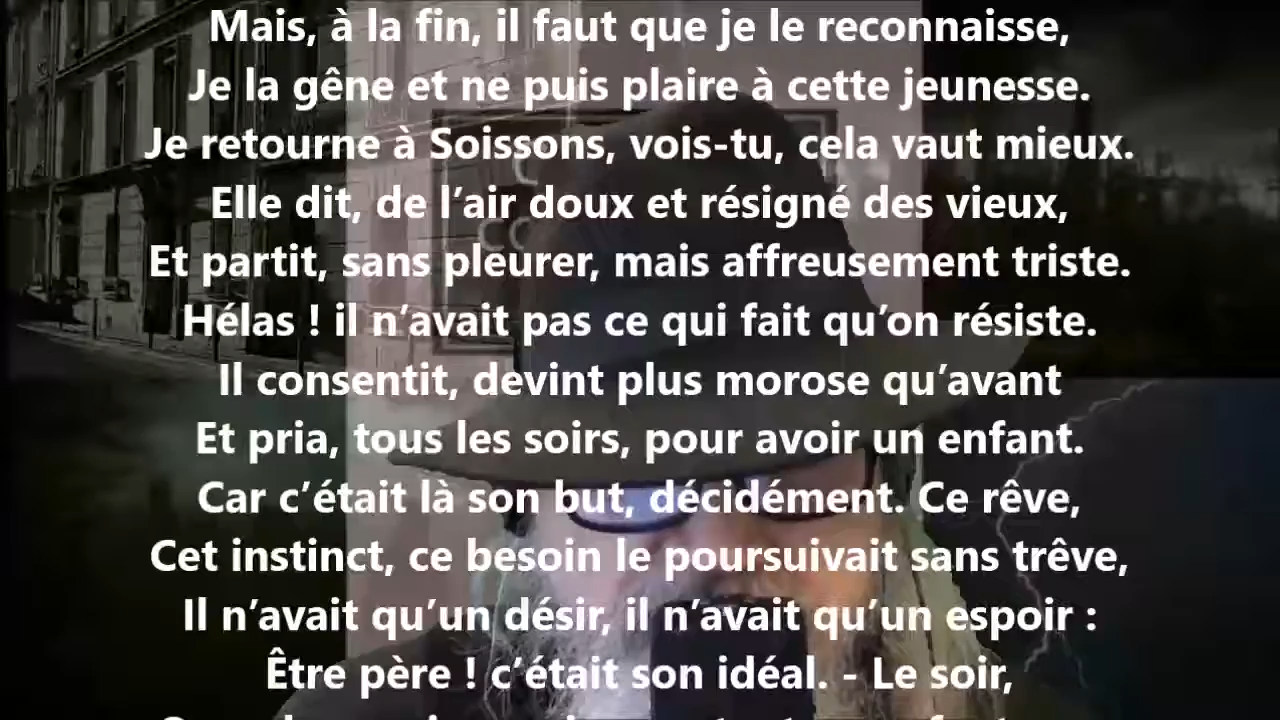 Mais, à la fin, il faut que je le reconnaisse,
Je la gêne et ne puis plaire à cette jeunesse.
Je retourne à Soissons, vois-tu, cela vaut mieux.
Elle dit, de l’air doux et résigné des vieux,
Et partit, sans pleurer, mais affreusement triste.
Hélas ! il n’avait pas ce qui fait qu’on résiste.
Il consentit, devint plus morose qu’avant
Et pria, tous les soirs, pour avoir un enfant.
Car c’était là son but, décidément. Ce rêve,
Cet instinct, ce besoin le poursuivait sans trêve,
Il n’avait qu’un désir, il n’avait qu’un espoir :
Être père ! c’était son idéal. - Le soir,